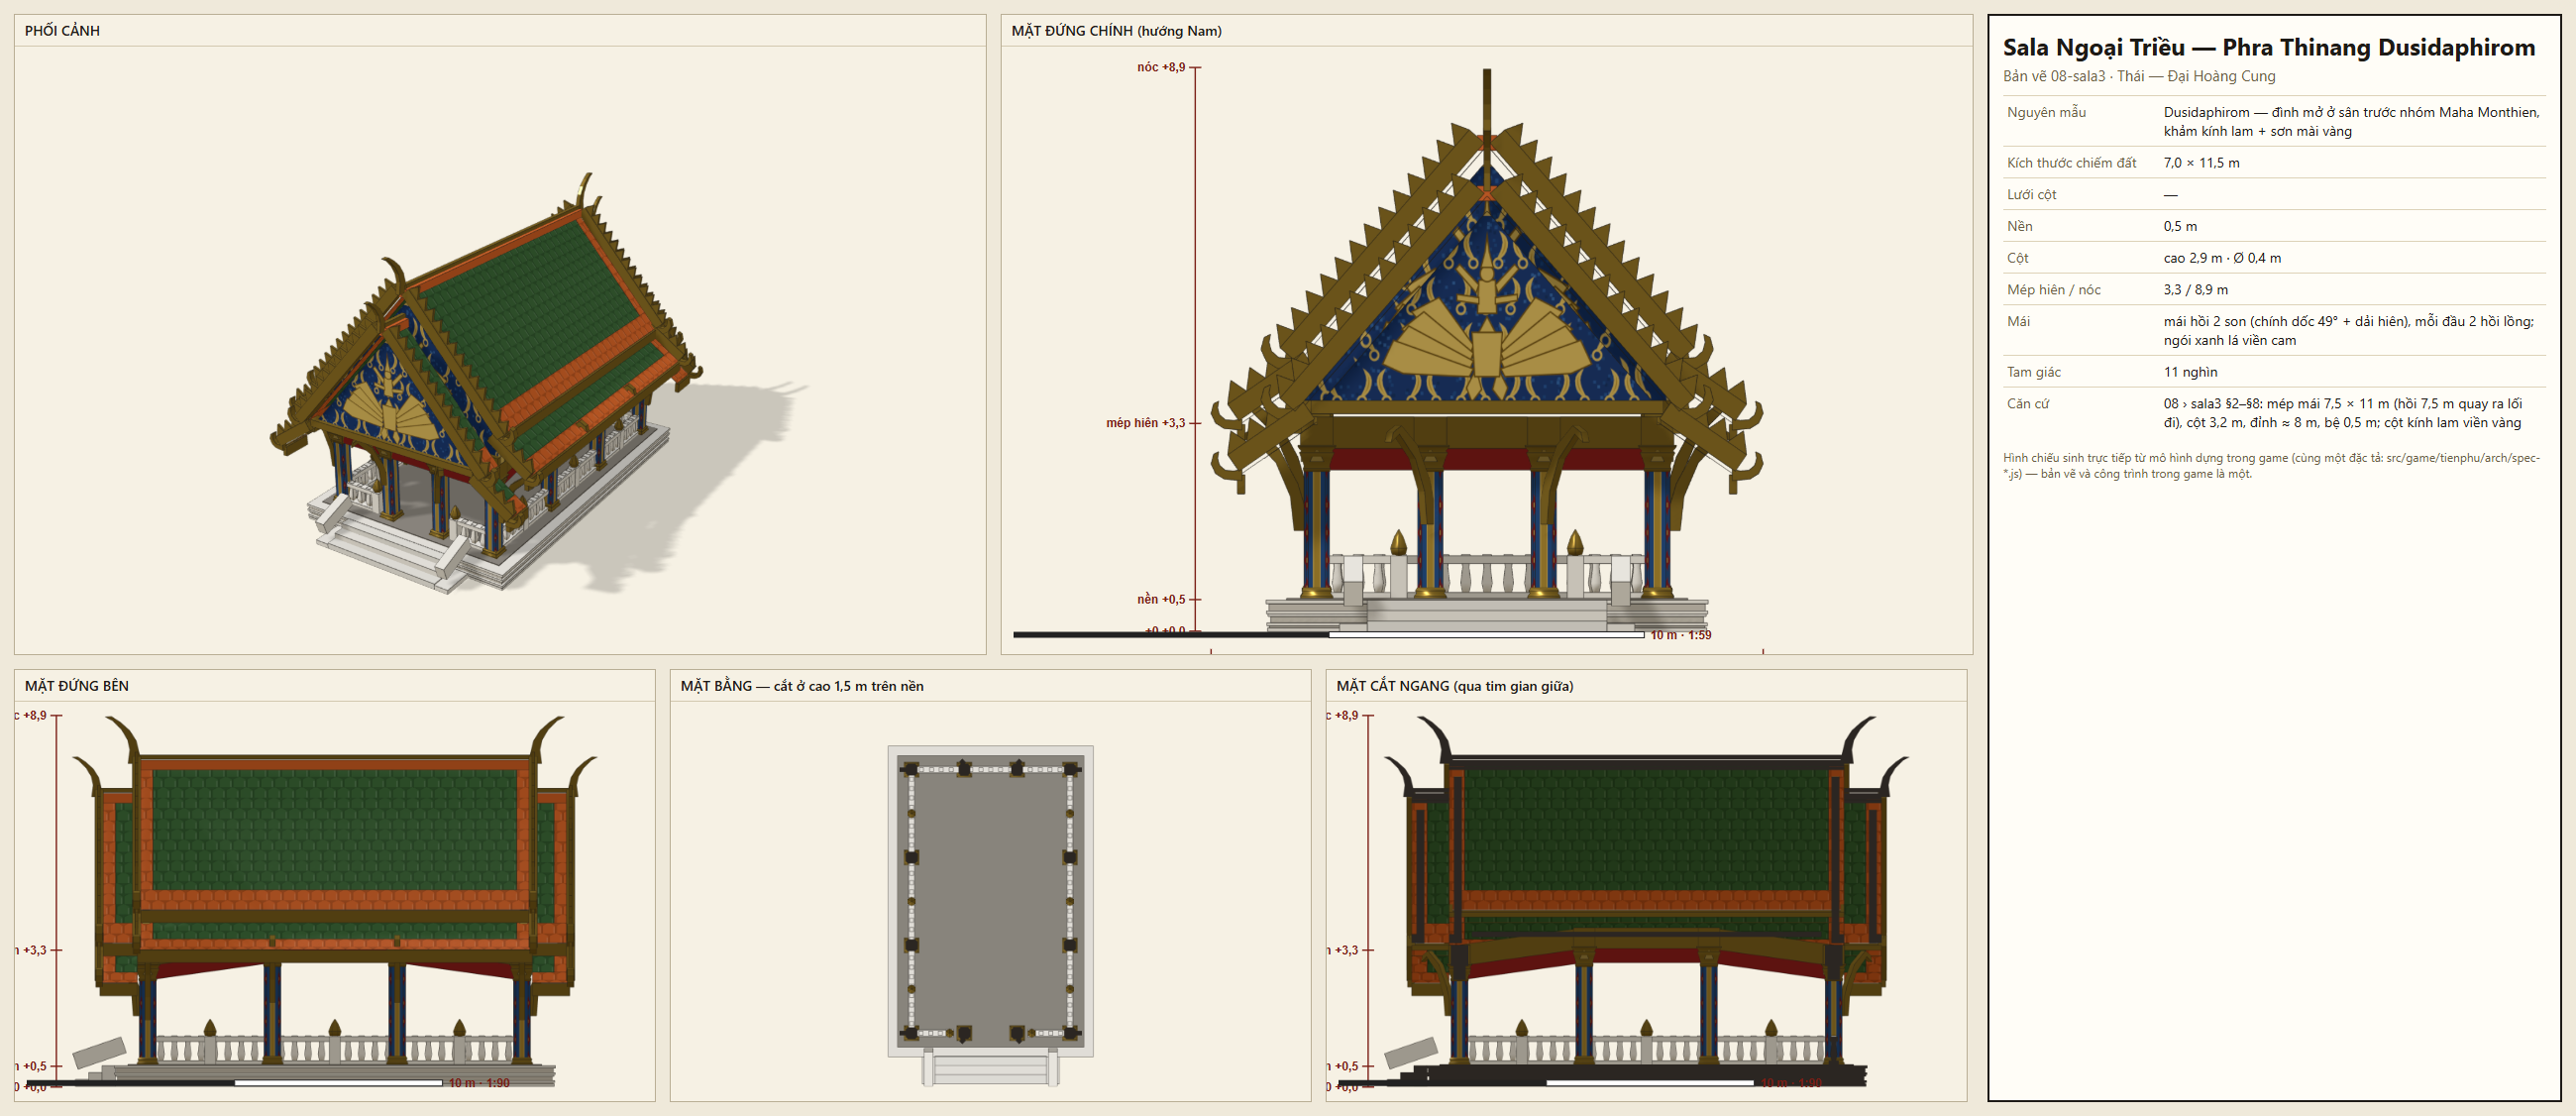 PHỐI CẢNH
MẶT ĐỨNG CHÍNH (hướng Nam)
nóc +8,9
mép hiên +3,3
nền +0,5
+0,0
10 m · 1:59
MẶT ĐỨNG BÊN
c +8,9
n +3,3
n +0,5
0 +0,0
10 m · 1:90
MẶT BẰNG — cắt ở cao 1,5 m trên nền
MẶT CẮT NGANG (qua tim gian giữa)
c +8,9
n +3,3
n +0,5
0 +0,0
10 m · 1:90
Sala Ngoại Triều — Phra Thinang Dusidaphirom
Bản vẽ 08-sala3 · Thái — Đại Hoàng Cung
Nguyên mẫu Dusidaphirom — đình mở ở sân trước nhóm Maha Monthien,
khảm kính lam + sơn mài vàng
Kích thước chiếm đất 7,0 × 11,5 m
Lưới cột —
Nền 0,5 m
Cột cao 2,9 m · Ø 0,4 m
Mép hiên / nóc 3,3 / 8,9 m
Mái mái hồi 2 son (chính dốc 49° + dải hiên), mỗi đầu 2 hồi lồng;
ngói xanh lá viền cam
Tam giác 11 nghìn
Căn cứ 08 › sala3 §2–§8: mép mái 7,5 × 11 m (hồi 7,5 m quay ra lối
đi), cột 3,2 m, đỉnh ≈ 8 m, bệ 0,5 m; cột kính lam viền vàng
Hình chiếu sinh trực tiếp từ mô hình dựng trong game (cùng một đặc tả: src/game/tienphu/arch/spec-
*.js) — bản vẽ và công trình trong game là một.